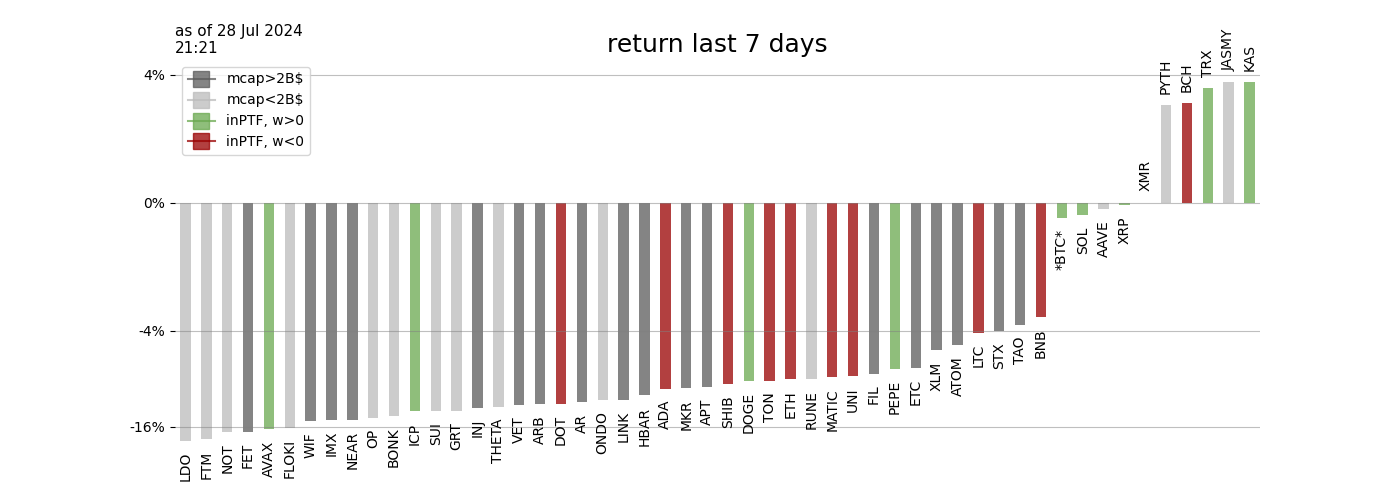 as of 28 Jul 2024
21:21
return last 7 days
mcap>2B$
mcap<2B$
inPTF, w>0
inPTF, w<0
4%
0%
-4%
-16%
LDO
FTM
NOT
FET
AVAX
FLOKI
WIF
IMX
NEAR
OP
BONK
ICP
SUI
GRT
INJ
THETA
VET
ARB
DOT
AR
ONDO
LINK
HBAR
ADA
MKR
APT
SHIB
DOGE
TON
ETH
RUNE
MATIC
UNI
FIL
PEPE
ETC
XLM
ATOM
LTC
STX
TAO
BNB
*BTC*
SOL
AAVE
XRP
XMR
PYTH
BCH
TRX
JASMY
KAS